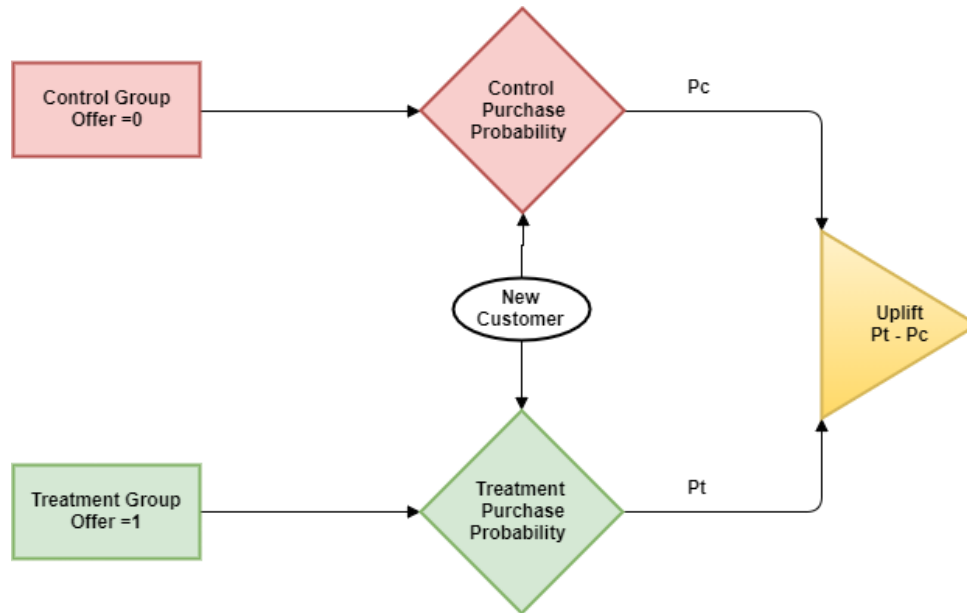 Control Group
Offer =0
Control
Purchase
Probability
Pc
New
Customer
Uplift
Pt - Pc
Treatment Group
Offer =1
Treatment
Purchase
Probability
Pt